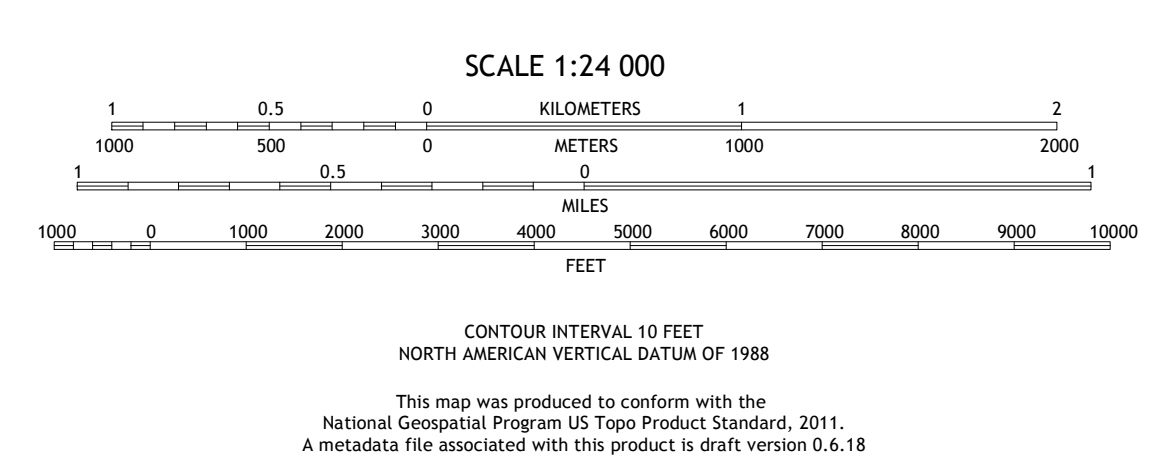 SCALE 1:24 000
1 0.5 0 KILOMETERS 1 2
1000 500 0 METERS 1000 2000
1 0.5 0 1
MILES
1000 0 1000 2000 3000 4000 5000 6000 7000 8000 9000 10000
FEET
CONTOUR INTERVAL 10 FEET
NORTH AMERICAN VERTICAL DATUM OF 1988
This map was produced to conform with the
National Geospatial Program US Topo Product Standard, 2011.
A metadata file associated with this product is draft version 0.6.18